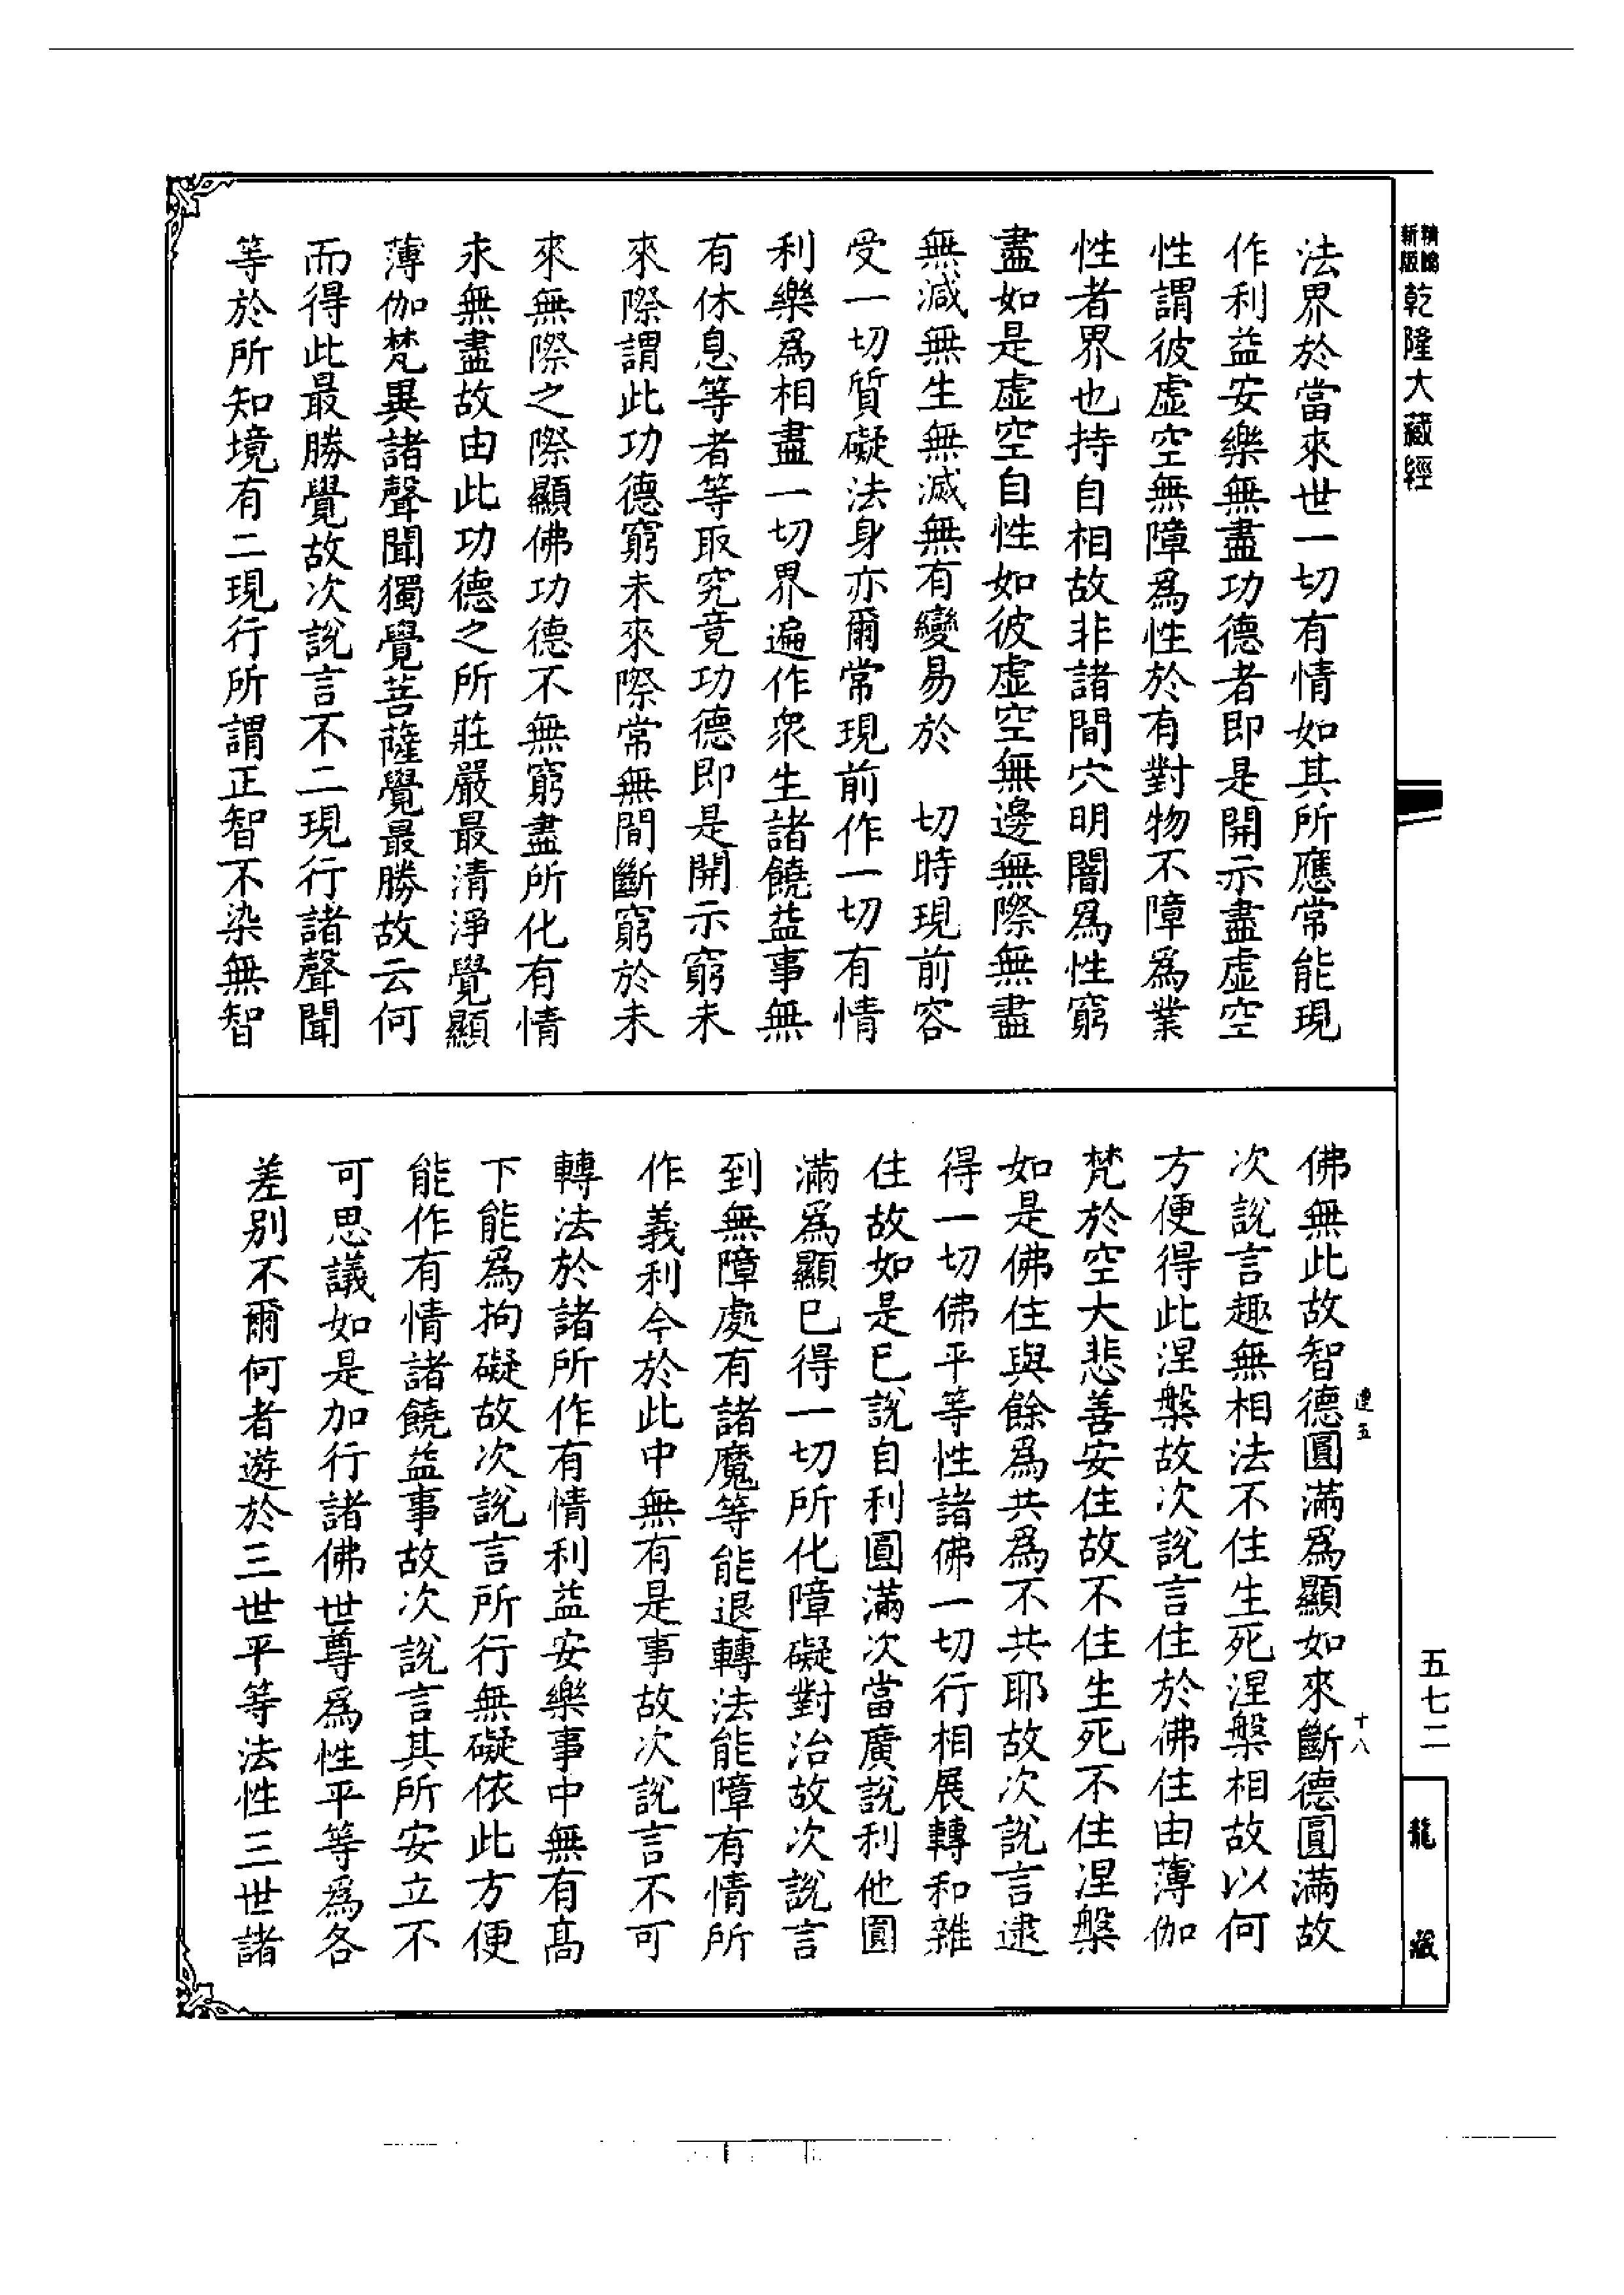 乾隆大藏經
法界於當來世一切有情如其所應常能現
作利益安樂無盡功德者即是開示盡虛空
性謂彼虛空無障爲性於有對物不障爲業
性者界也持自相故非諸間穴明闇爲性窮
盡如是虛空自性如彼虛空無邊無際無盡
無減無生無滅無有變易於 切時現前容
受一切質礙法身亦爾常現前作一切有情
利樂爲相盡一切界遍作衆生諸饒益事無
有休息等者等取究竟功德即是開示窮未
來際謂此功德窮未來際常無間斷窮於未
來無際之際顯佛功德不無窮盡所化有情
永無盡故由此功德之所莊嚴最清淨覺顯
薄伽梵異諸聲聞獨覺菩薩覺最勝故云何
而得此最勝覺故次說言不二現行諸聲聞
等於所知境有二現行所謂正智不染無智
佛無此故智德圓滿爲顯如來斷德圓滿故
次說言趣無相法不住生死涅槃相故以何
方便得此涅槃故次說言住於佛住由薄伽
梵於空大悲善安住故不住生死不住涅槃
如是佛住與餘爲共爲不共耶故次說言逮
得一切佛平等性諸佛一切行相展轉和雜
住故如是已說自利圓滿次當廣說利他圓
滿爲顯已得一切所化障礙對治故次說言
到無障處有諸魔等能退轉法能障有情所
作義利今於此中無有是事故次說言不可
轉法於諸所作有情利益安樂事中無有高
下能爲拘礙故次說言所行無礙依此方便
能作有情諸饒益事故次說言其所安立不
可思議如是加行諸佛世尊爲性平等爲各
差別不爾何者遊於三世平等法性三世諸
五
十八
五七二
龍藏